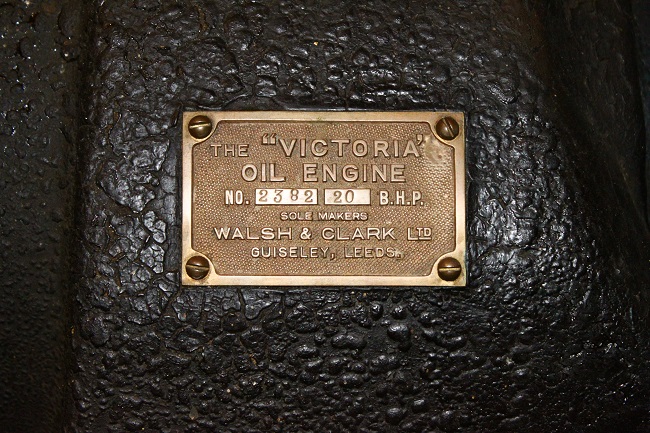 THE "VICTORIA"
OIL ENGINE
NO. 2382 20 B.H.P.
SOLE MAKERS
WALSH & CLARK LTD
GUISELEY, LEEDS.